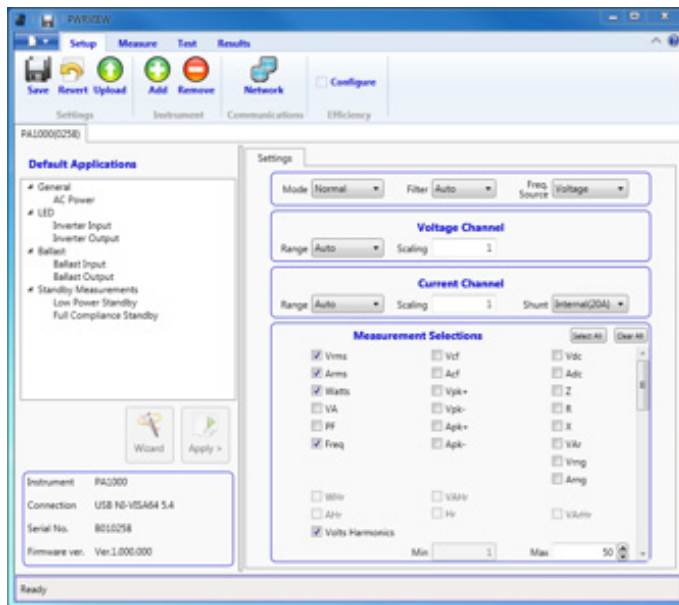 PWRVIEW
Setup Measure Test Results
Save Revert Upload Add Remove Network Configure
Settings Instrument Communications Efficiency
PA1000(0258)
Default Applications
General
AC Power
LED
Inverter Input
Inverter Output
Ballast
Ballast Input
Ballast Output
Standby Measurements
Low Power Standby
Full Compliance Standby
Wizard Apply >
Instrument PA1000
Connection USB NI-VISA64 5.4
Serial No. B010258
Firmware ver. Ver.1.000.000
Settings
Mode Normal Filter Auto Freq. Source Voltage
Voltage Channel
Range Auto Scaling 1
Current Channel
Range Auto Scaling 1 Shunt Internal(20A)
Measurement Selections Select All Clear All
Vrms Vcf Vdc
Arms Acf Adc
Watts Vpk+ Z
VA Vpk- R
PF Apk+ X
Freq Apk- VAr
Vrng
Arng
WHr VAHr
AHr Hr VArHr
Volts Harmonics
Min 1 Max 50
Ready